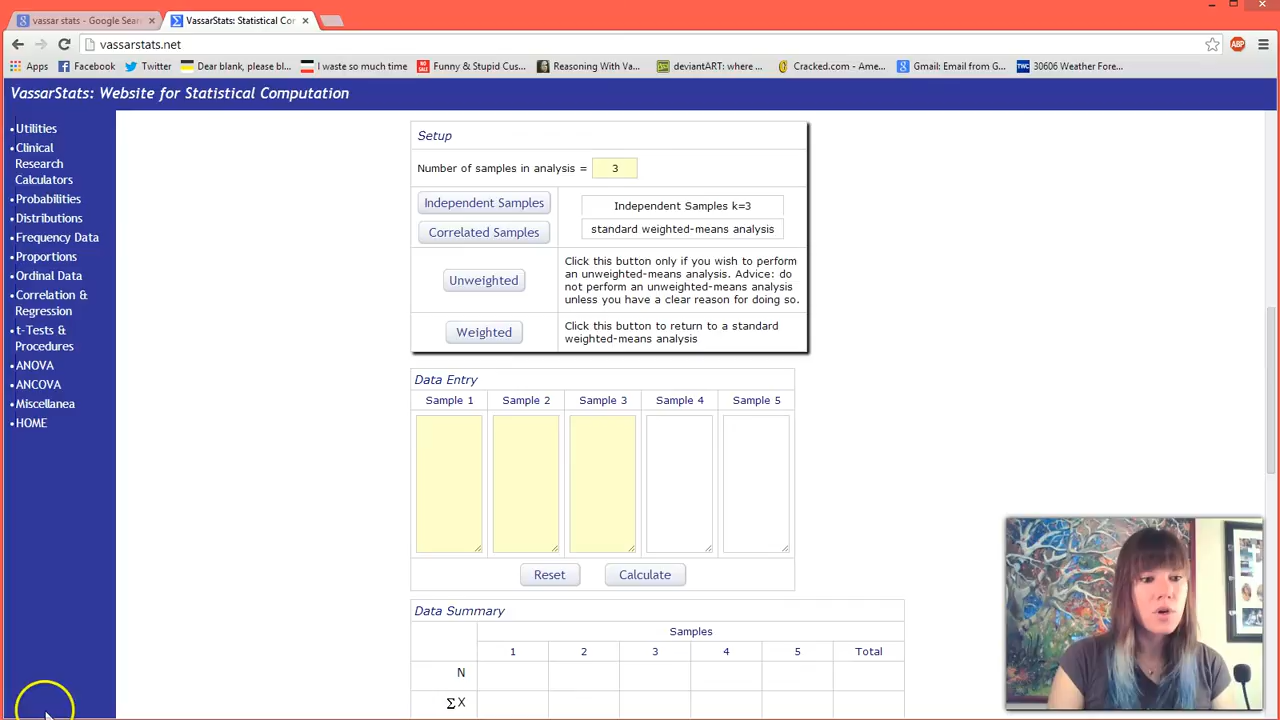 vassar stats - Google Sear
VassarStats: Statistical Co
vassarstats.net
ABP
Apps
Facebook
Twitter
Dear blank, please bl...
I waste so much time
Funny & Stupid Cus...
Reasoning With Va...
deviantART: where ...
Cracked.com - Ame...
Gmail: Email from G...
30606 Weather Fore...
VassarStats: Website for Statistical Computation
Utilities
Clinical
Research
Calculators
Probabilities
Distributions
Frequency Data
Proportions
Ordinal Data
Correlation &
Regression
t-Tests &
Procedures
ANOVA
ANCOVA
Miscellanea
HOME
Setup
Number of samples in analysis = 3
Independent Samples
Independent Samples k=3
Correlated Samples
standard weighted-means analysis
Unweighted
Click this button only if you wish to perform
an unweighted-means analysis. Advice: do
not perform an unweighted-means analysis
unless you have a clear reason for doing so.
Weighted
Click this button to return to a standard
weighted-means analysis
Data Entry
Sample 1 Sample 2 Sample 3 Sample 4 Sample 5
Reset Calculate
Data Summary
Samples
1 2 3 4 5 Total
N
∑X